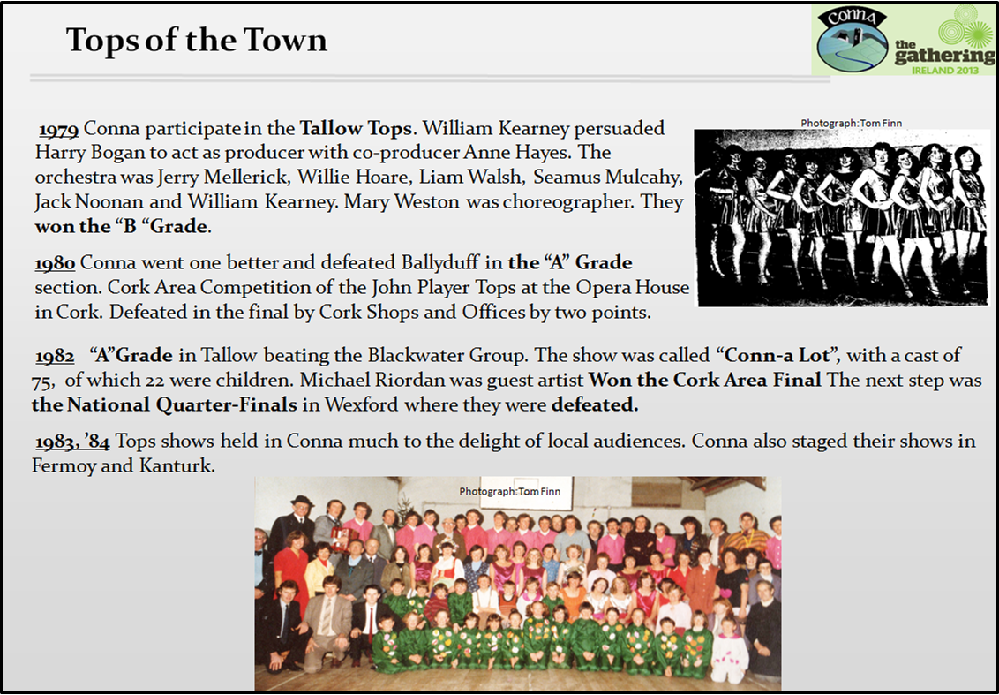 Tops of the Town
Conna
the
gathering
IRELAND 2013
1979 Conna participate in the Tallow Tops. William Kearney persuaded
Harry Bogan to act as producer with co-producer Anne Hayes. The
orchestra was Jerry Mellerick, Willie Hoare, Liam Walsh, Seamus Mulcahy,
Jack Noonan and William Kearney. Mary Weston was choreographer. They
won the “B “Grade.
Photograph:Tom Finn
1980 Conna went one better and defeated Ballyduff in the “A” Grade
section. Cork Area Competition of the John Player Tops at the Opera House
in Cork. Defeated in the final by Cork Shops and Offices by two points.
1982 “A”Grade in Tallow beating the Blackwater Group. The show was called “Conn-a Lot”, with a cast of
75, of which 22 were children. Michael Riordan was guest artist Won the Cork Area Final The next step was
the National Quarter-Finals in Wexford where they were defeated.
1983, ’84 Tops shows held in Conna much to the delight of local audiences. Conna also staged their shows in
Fermoy and Kanturk.
Photograph:Tom Finn